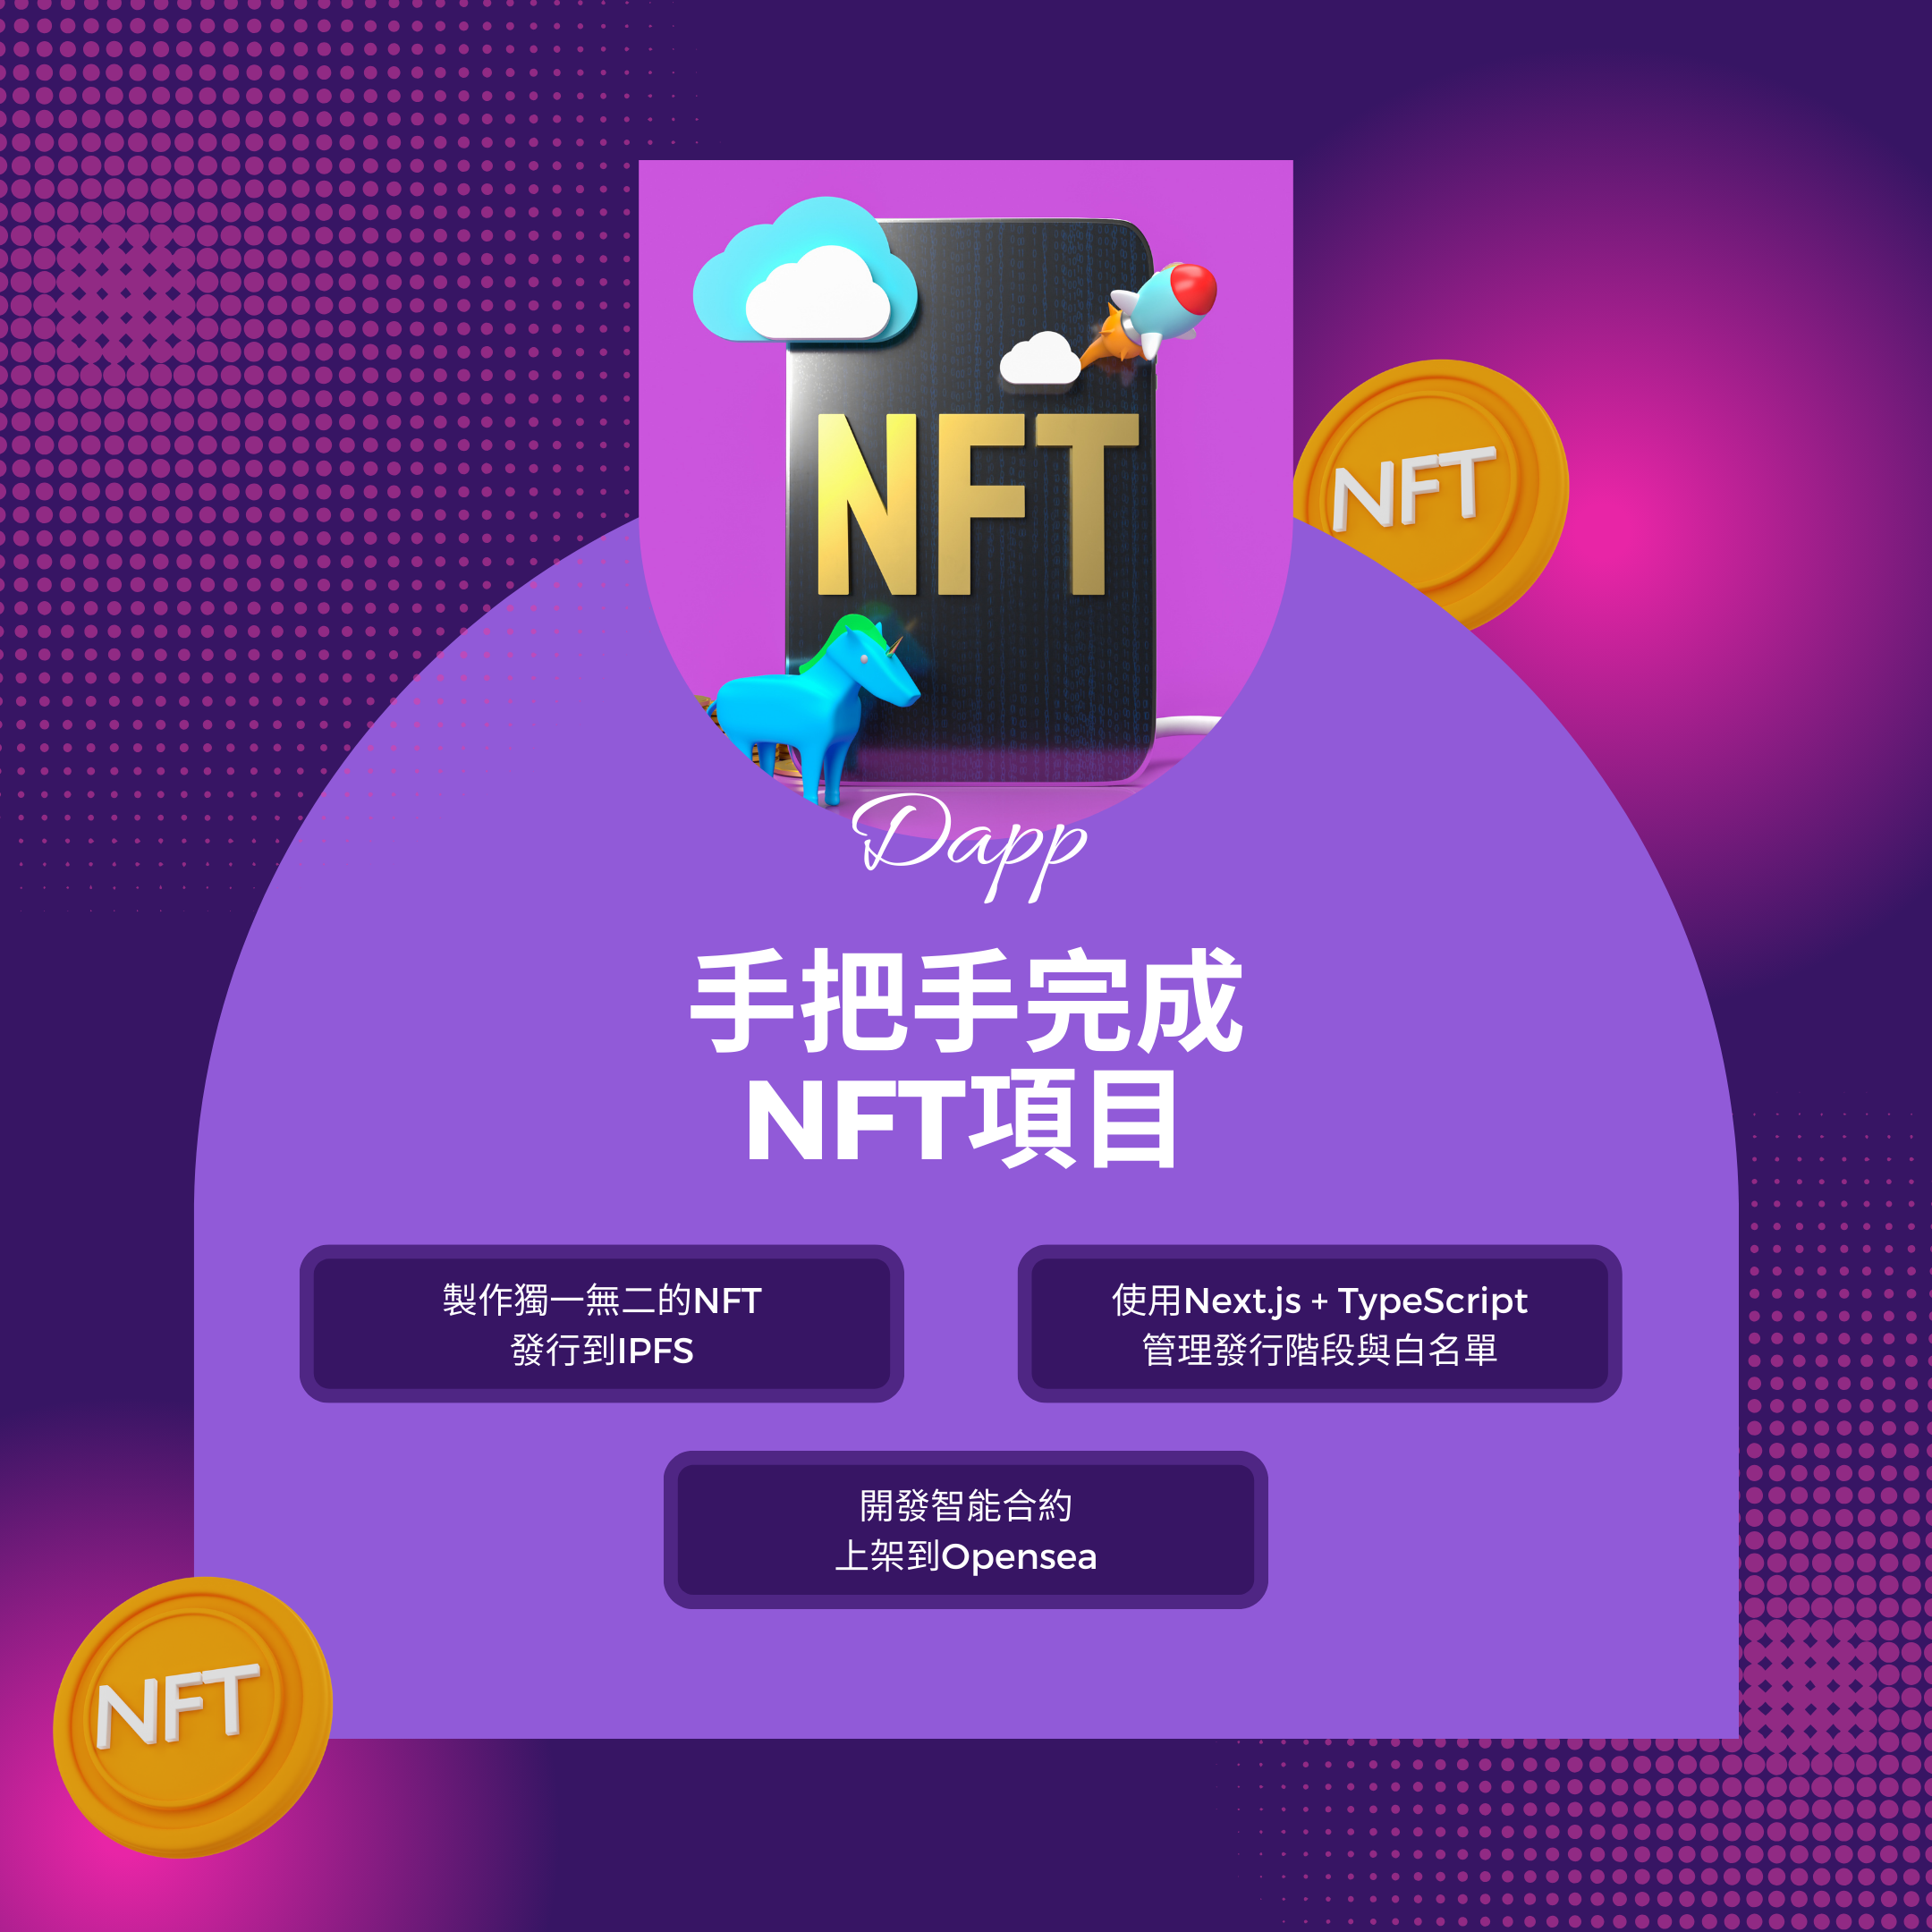 NFT
NFT
Dapp
手把手完成
NFT項目
製作獨一無二的NFT
發行到IPFS
使用Next.js + TypeScript
管理發行階段與白名單
開發智能合約
上架到Opensea
NFT